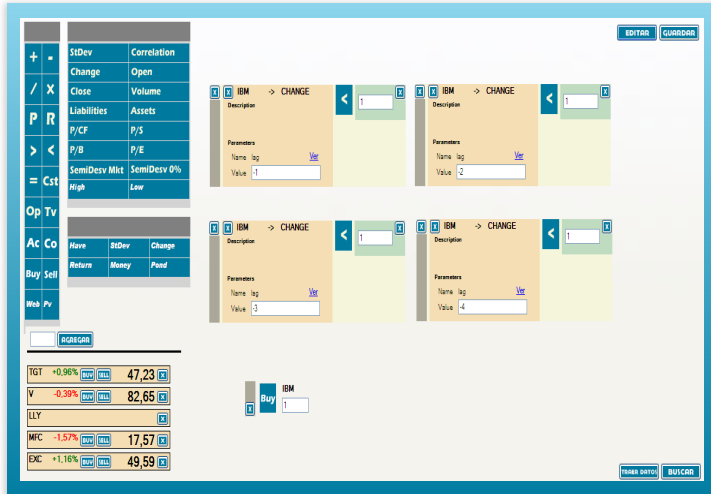 EDITAR GUARDAR
+ -
/ X
P R
> <
= Cst
Op Tv
Ac Co
Buy Sell
Web Pv
StDev Correlation
Change Open
Close Volume
Liabilities Assets
P/CF P/S
P/B P/E
SemiDesv Mkt SemiDesv 0%
High Low
Have StDev Change
Return Money Pond
X X IBM -> CHANGE < 1 X
Description
Parameters
Name lag Ver
Value -1
X X IBM -> CHANGE < 1 X
Description
Parameters
Name lag Ver
Value -2
X X IBM -> CHANGE < 1 X
Description
Parameters
Name lag Ver
Value -3
X X IBM -> CHANGE < 1 X
Description
Parameters
Name lag Ver
Value -4
AGREGAR
TGT +0,96% BUY SELL 47,23 X
V -0,39% BUY SELL 82,65 X
LLY X
MFC -1,57% BUY SELL 17,57 X
EXC +1,16% BUY SELL 49,59 X
X Buy IBM
1
TRAER DATOS BUSCAR